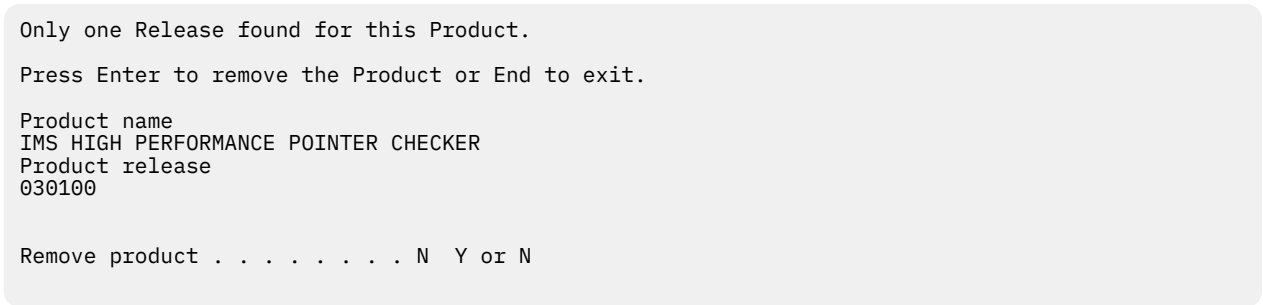 Only one Release found for this Product.
Press Enter to remove the Product or End to exit.
Product name
IMS HIGH PERFORMANCE POINTER CHECKER
Product release
030100
Remove product . . . . . . . . N  Y or N